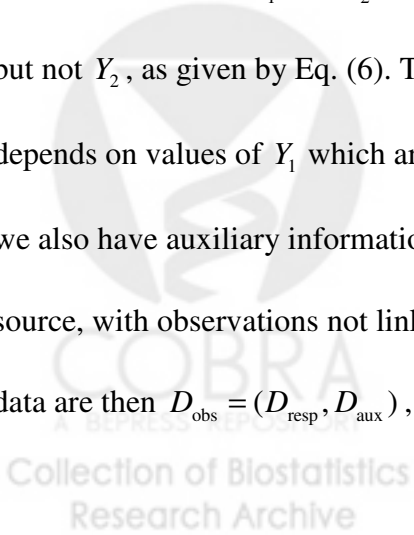 but not Y₂, as given by Eq. (6). T
depends on values of Y₁ which ar
we also have auxiliary informatio
source, with observations not linl
data are then D_obs = (D_resp, D_aux),
COBRA
A BEPRESS REPOSITORY
Collection of Biostatistics
Research Archive